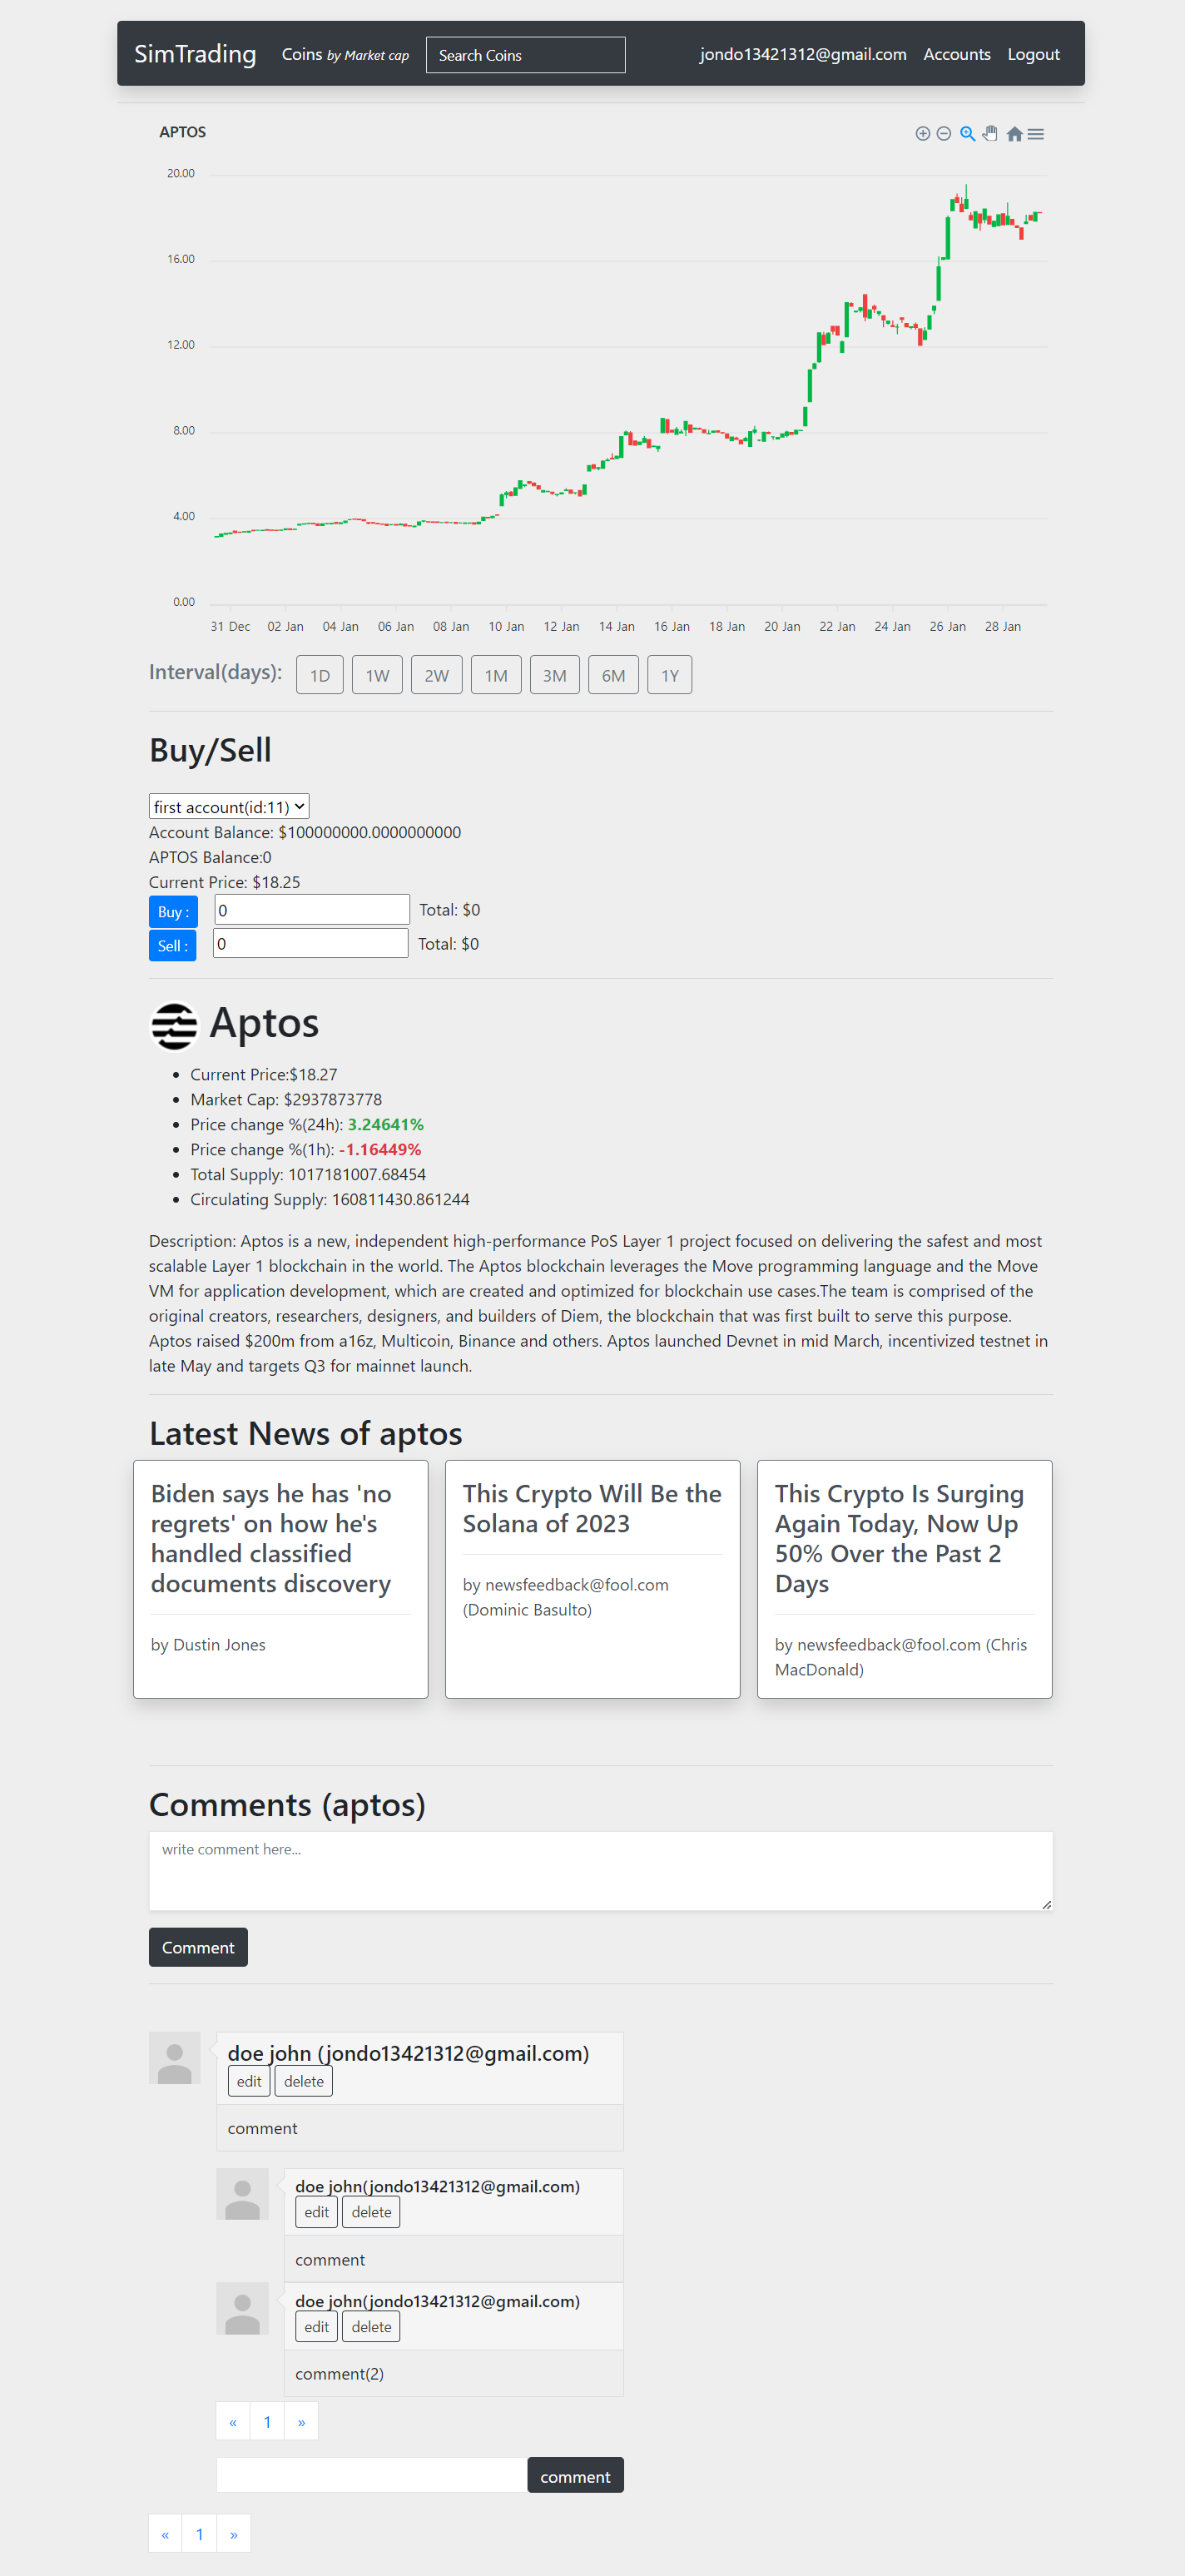 SimTrading Coins by Market cap Search Coins jondo13421312@gmail.com Accounts Logout
APTOS
20.00
16.00
12.00
8.00
4.00
0.00
31 Dec 02 Jan 04 Jan 06 Jan 08 Jan 10 Jan 12 Jan 14 Jan 16 Jan 18 Jan 20 Jan 22 Jan 24 Jan 26 Jan 28 Jan
Interval(days): 1D 1W 2W 1M 3M 6M 1Y
Buy/Sell
first account(id:11)
Account Balance: $100000000.0000000000
APTOS Balance:0
Current Price: $18.25
Buy : 0 Total: $0
Sell : 0 Total: $0
Aptos
Current Price:$18.27
Market Cap: $2937873778
Price change %(24h): 3.24641%
Price change %(1h): -1.16449%
Total Supply: 1017181007.68454
Circulating Supply: 160811430.861244
Description: Aptos is a new, independent high-performance PoS Layer 1 project focused on delivering the safest and most
scalable Layer 1 blockchain in the world. The Aptos blockchain leverages the Move programming language and the Move
VM for application development, which are created and optimized for blockchain use cases.The team is comprised of the
original creators, researchers, designers, and builders of Diem, the blockchain that was first built to serve this purpose.
Aptos raised $200m from a16z, Multicoin, Binance and others. Aptos launched Devnet in mid March, incentivized testnet in
late May and targets Q3 for mainnet launch.
Latest News of aptos
Biden says he has 'no
regrets' on how he's
handled classified
documents discovery
by Dustin Jones
This Crypto Will Be the
Solana of 2023
by newsfeedback@fool.com
(Dominic Basulto)
This Crypto Is Surging
Again Today, Now Up
50% Over the Past 2
Days
by newsfeedback@fool.com (Chris
MacDonald)
Comments (aptos)
write comment here...
Comment
doe john (jondo13421312@gmail.com)
edit delete
comment
doe john(jondo13421312@gmail.com)
edit delete
comment
doe john(jondo13421312@gmail.com)
edit delete
comment(2)
« 1 »
comment
« 1 »